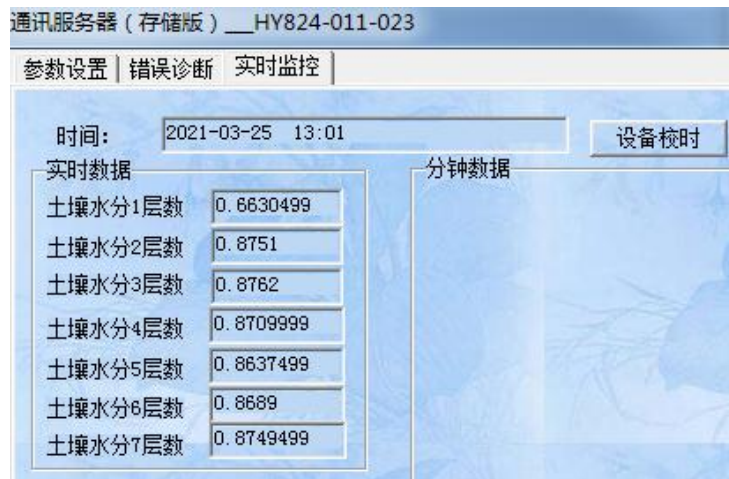 通讯服务器（存储版）__HY824-011-023
参数设置 错误诊断 实时监控
时间： 2021-03-25 13:01 设备校时
实时数据 分钟数据
土壤水分1层数 0.6630499
土壤水分2层数 0.8751
土壤水分3层数 0.8762
土壤水分4层数 0.8709999
土壤水分5层数 0.8637499
土壤水分6层数 0.8689
土壤水分7层数 0.8749499